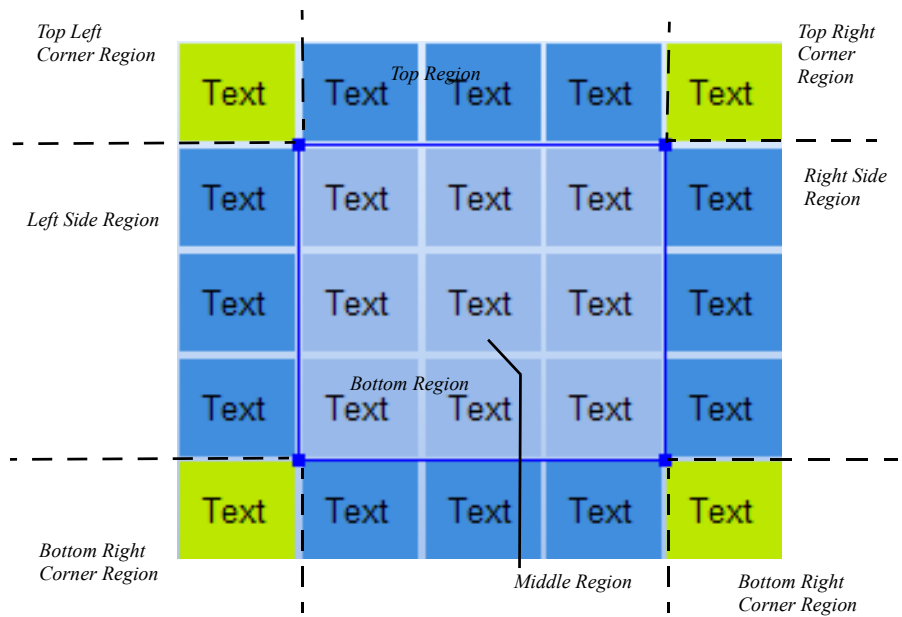 Top Left
Corner Region
Top Right
Corner
Region
Top Region
Text Text Text Text Text
Right Side
Region
Left Side Region
Text Text Text Text Text
Text Text Text Text Text
Bottom Region
Text Text Text Text Text
Text Text Text Text Text
Bottom Right
Corner Region
Middle Region
Bottom Right
Corner Region